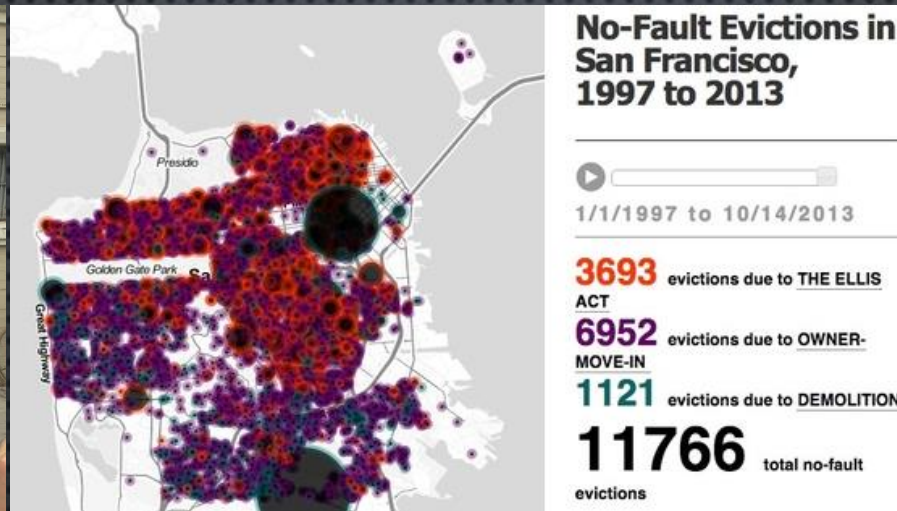 No-Fault Evictions in
San Francisco,
1997 to 2013
1/1/1997 to 10/14/2013
3693 evictions due to THE ELLIS
ACT
6952 evictions due to OWNER-
MOVE-IN
1121 evictions due to DEMOLITION
11766 total no-fault
evictions
Presidio
Golden Gate Park
Sa
Great Highway